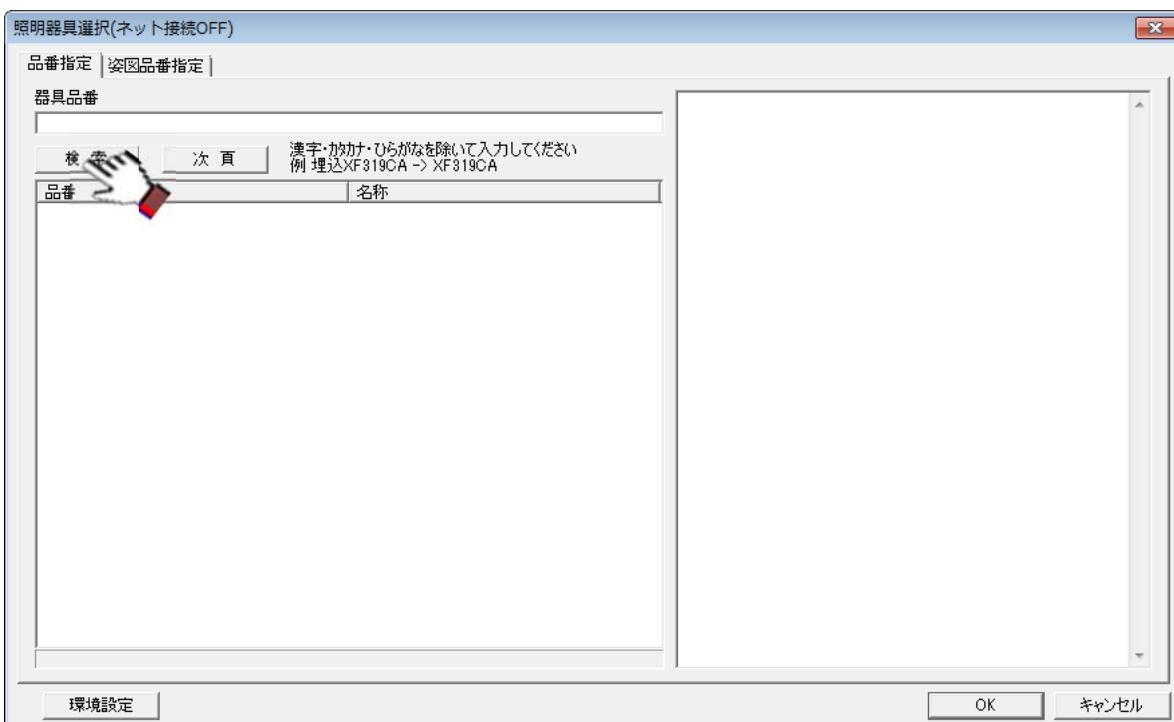 照明器具選択(ネット接続OFF)
品番指定
姿図品番指定
器具品番
検 索
次 頁
漢字・カタカナ・ひらがなを除いて入力してください
例 埋込XF319CA -> XF319CA
品番
名称
環境設定
OK
キャンセル